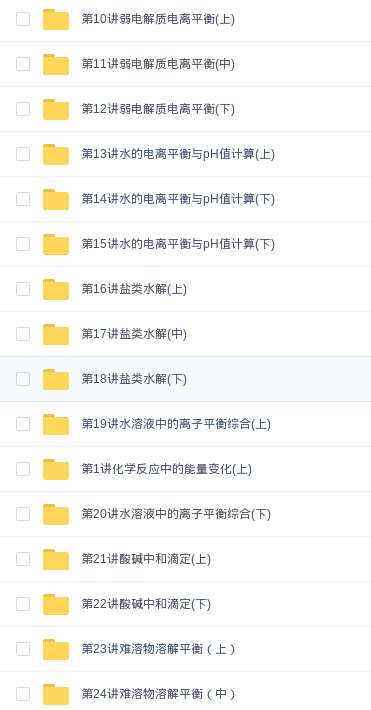 第10讲弱电解质电离平衡(上)
第11讲弱电解质电离平衡(中)
第12讲弱电解质电离平衡(下)
第13讲水的电离平衡与pH值计算(上)
第14讲水的电离平衡与pH值计算(下)
第15讲水的电离平衡与pH值计算(下)
第16讲盐类水解(上)
第17讲盐类水解(中)
第18讲盐类水解(下)
第19讲水溶液中的离子平衡综合(上)
第1讲化学反应中的能量变化(上)
第20讲水溶液中的离子平衡综合(下)
第21讲酸碱中和滴定(上)
第22讲酸碱中和滴定(下)
第23讲难溶物溶解平衡（上）
第24讲难溶物溶解平衡（中）